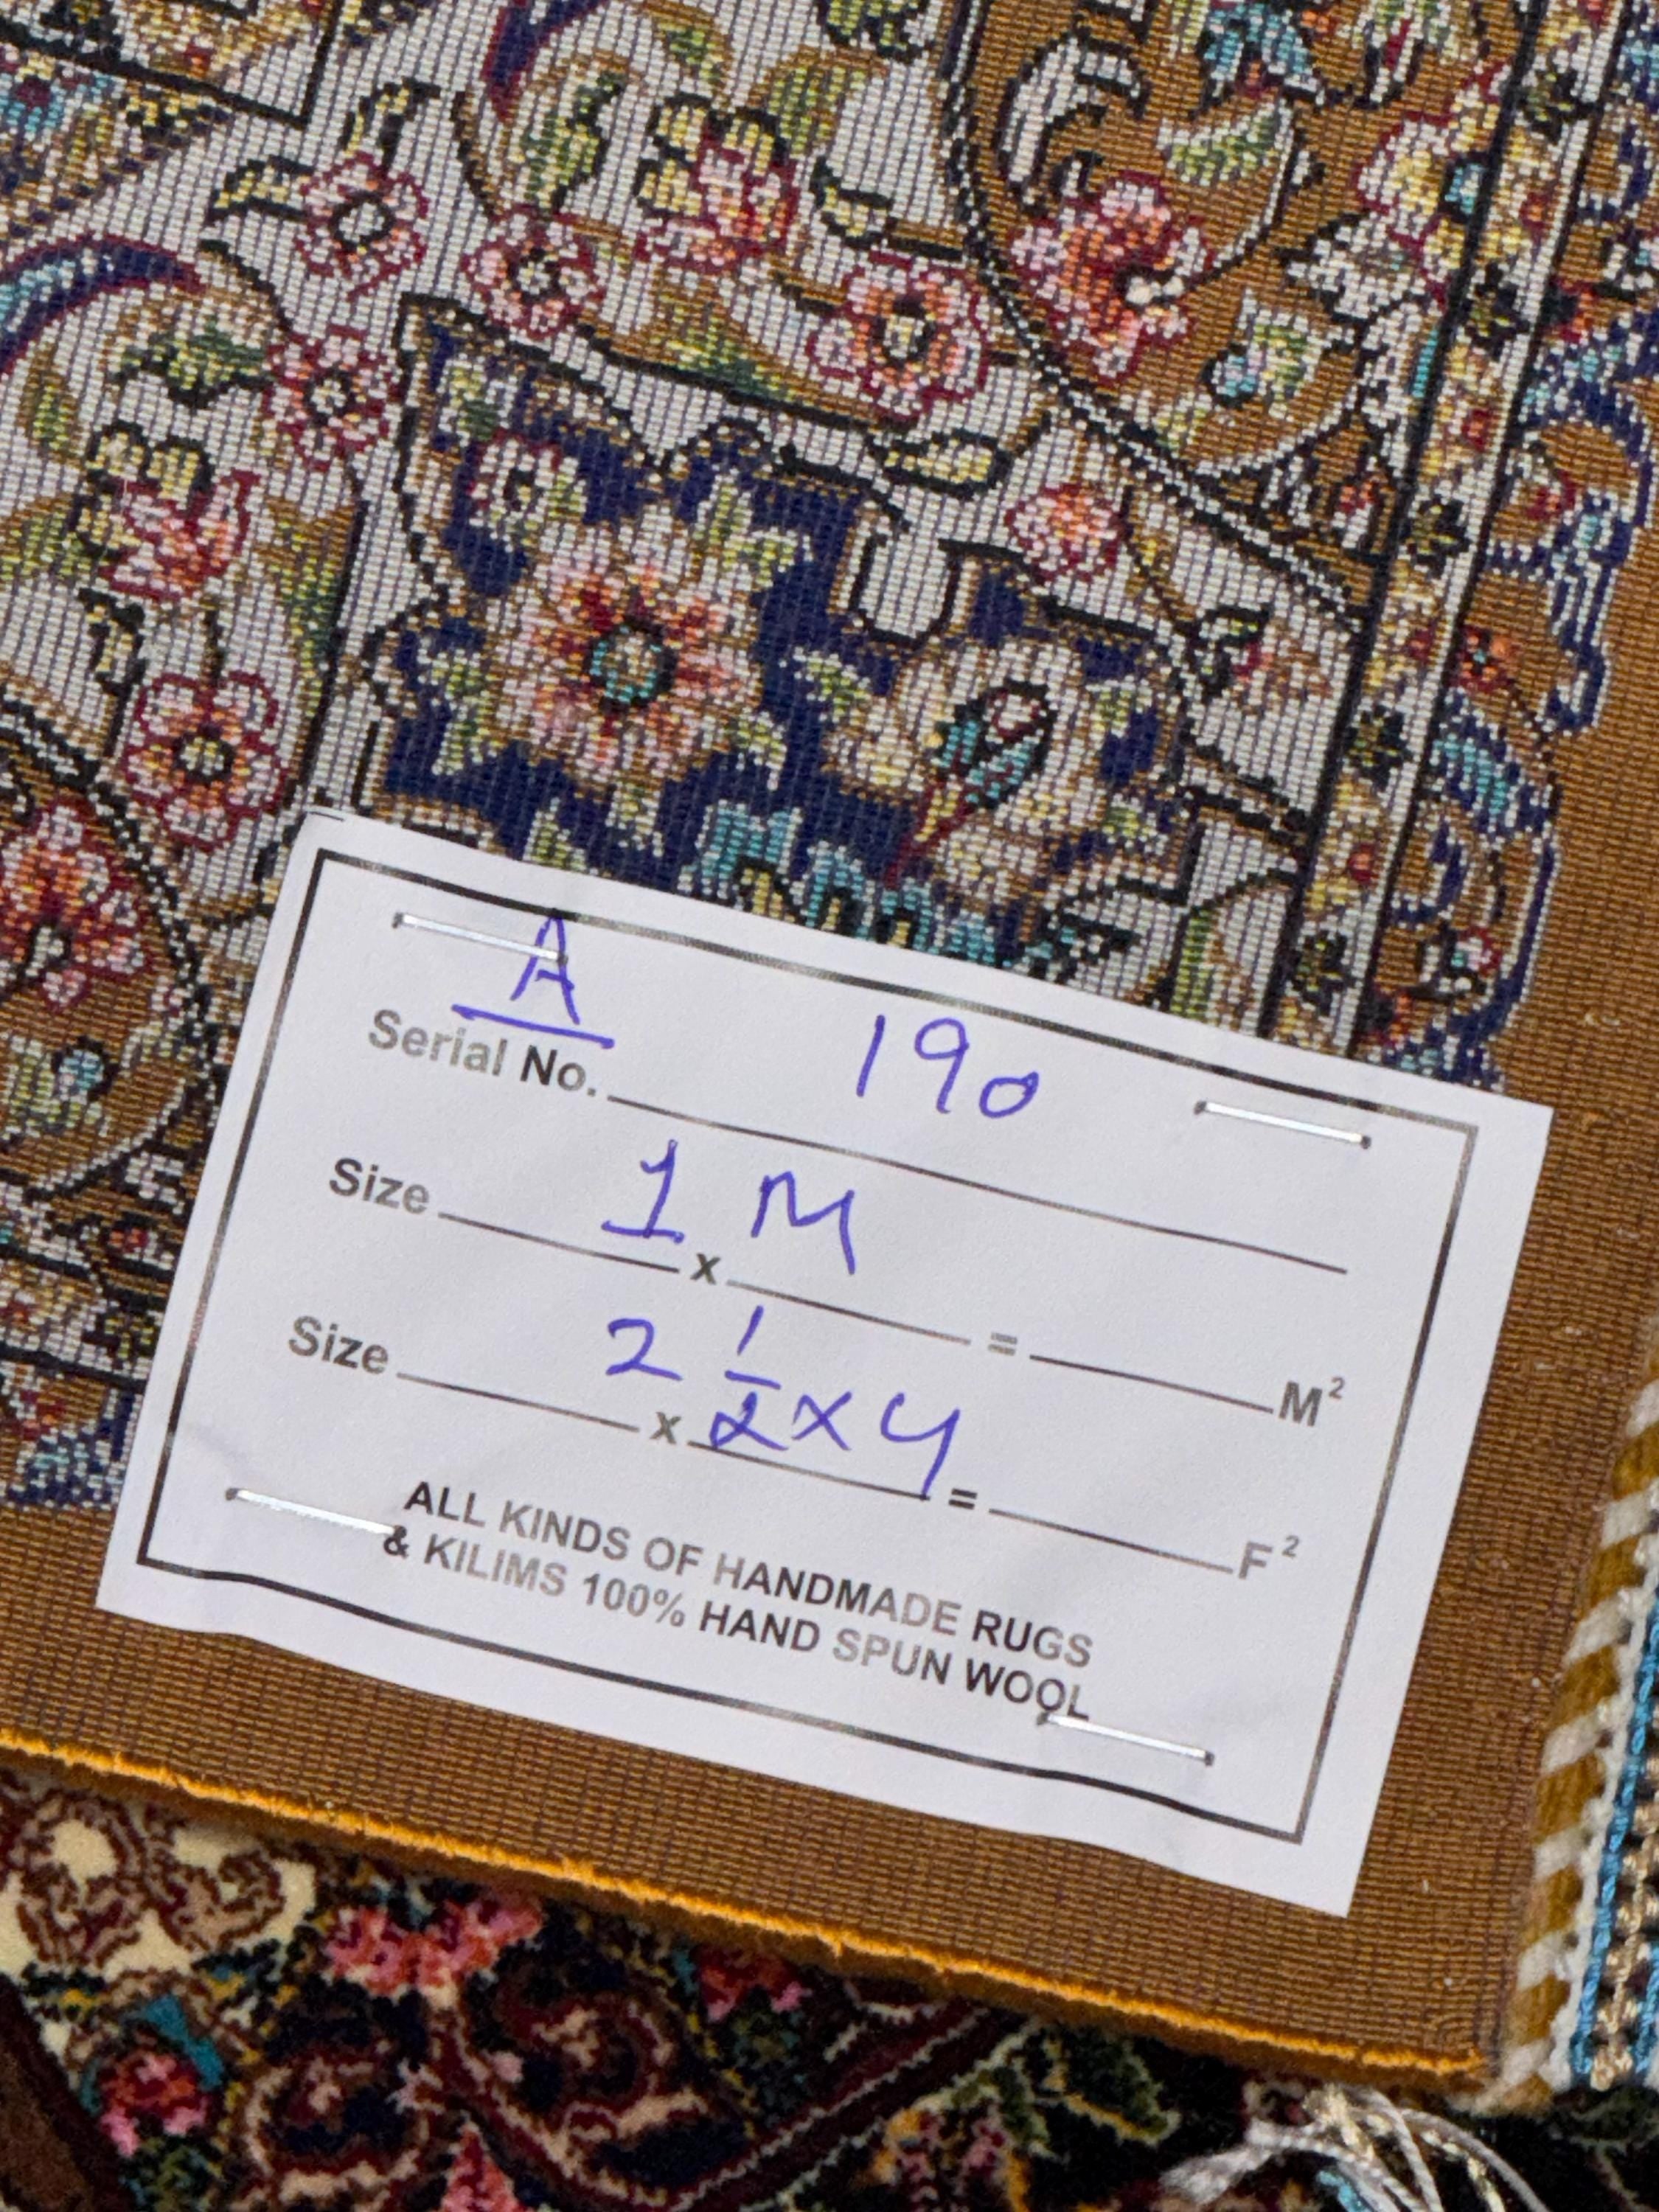 A
Serial No. 190
Size 1 x M = M²
Size 2 x ½ x 4 = F²
ALL KINDS OF HANDMADE RUGS
& KILIMS 100% HAND SPUN WOOL